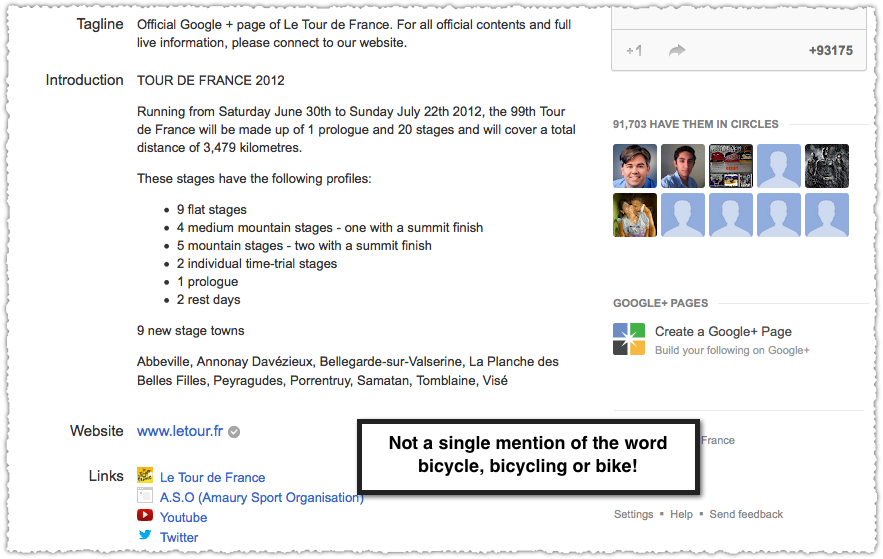 Tagline
Official Google + page of Le Tour de France. For all official contents and full
live information, please connect to our website.
Introduction
TOUR DE FRANCE 2012
Running from Saturday June 30th to Sunday July 22th 2012, the 99th Tour
de France will be made up of 1 prologue and 20 stages and will cover a total
distance of 3,479 kilometres.
These stages have the following profiles:
• 9 flat stages
• 4 medium mountain stages - one with a summit finish
• 5 mountain stages - two with a summit finish
• 2 individual time-trial stages
• 1 prologue
• 2 rest days
9 new stage towns
Abbeville, Annonay Davézieux, Bellegarde-sur-Valserine, La Planche des
Belles Filles, Peyragudes, Porrentruy, Samatan, Tomblaine, Visé
Website
www.letour.fr
Links
Le Tour de France
A.S.O (Amaury Sport Organisation)
Youtube
Twitter
Not a single mention of the word
bicycle, bicycling or bike!
+1
+93175
91,703 HAVE THEM IN CIRCLES
GOOGLE+ PAGES
Create a Google+ Page
Build your following on Google+
France
Settings • Help • Send feedback